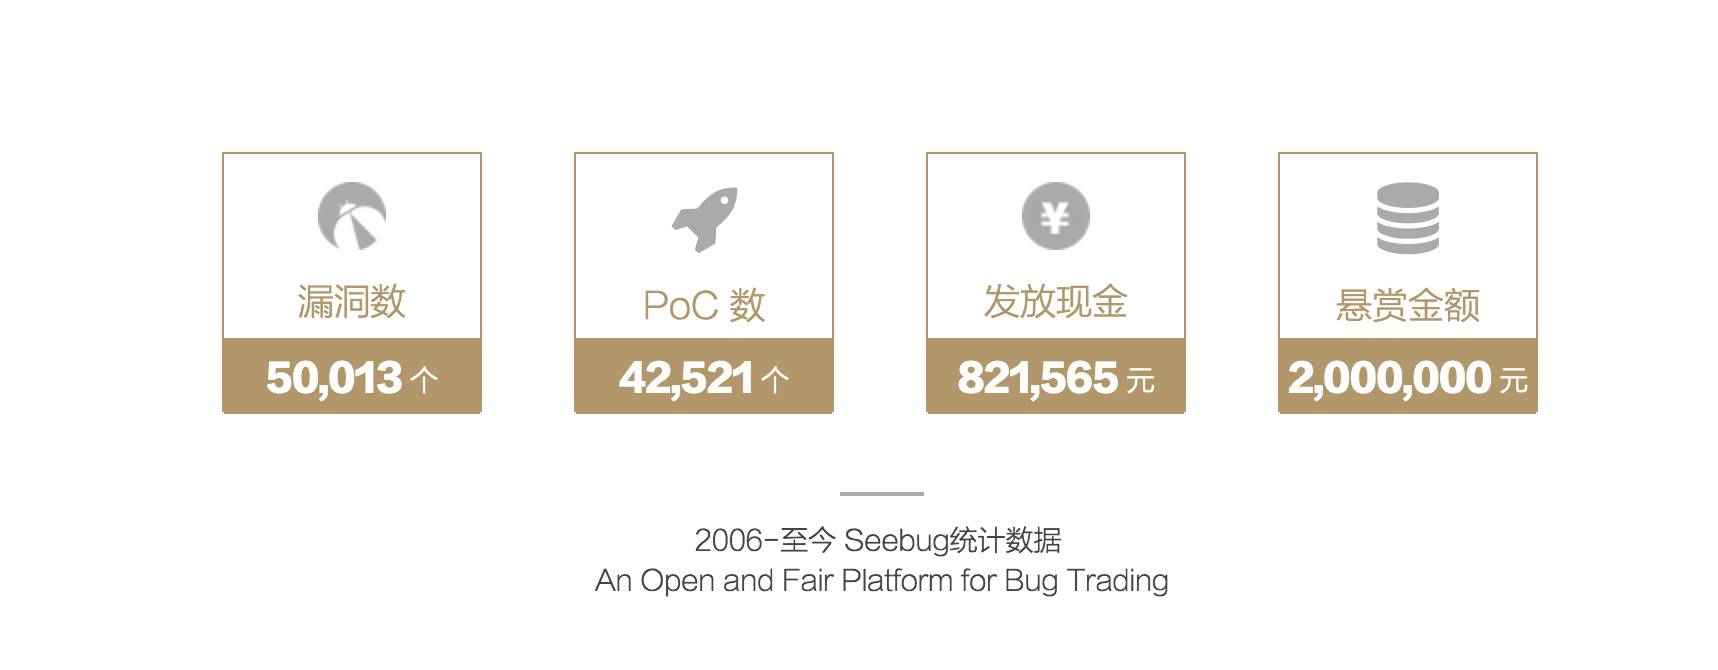 漏洞数
50,013 个
PoC 数
42,521 个
发放现金
821,565 元
悬赏金额
2,000,000 元
2006-至今 Seebug统计数据
An Open and Fair Platform for Bug Trading